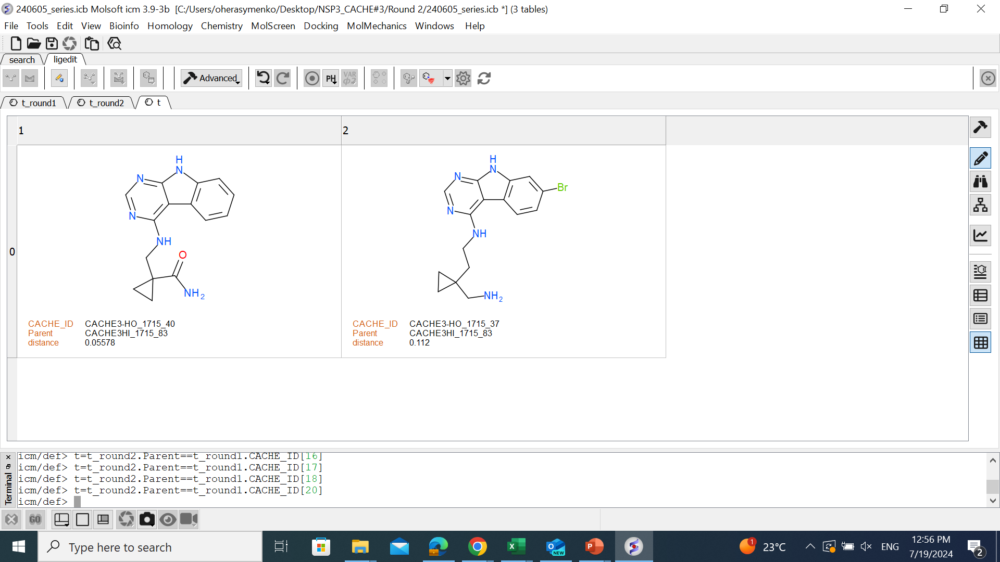 240605_series.icb Molsoft icm 3.9-3b [C:/Users/oherasymenko/Desktop/NSP3_CACHE#3/Round 2/240605_series.icb *] (3 tables)
File Tools Edit View Bioinfo Homology Chemistry MolScreen Docking MolMechanics Windows Help
search ligedit
Advanced PH VAR φ2
t_round1 t_round2 t
1 2
0
H
N
N
N
NH
O
NH2
CACHE_ID CACHE3-HO_1715_40
Parent CACHE3HI_1715_83
distance 0.05578
H
N
N
Br
N
NH
NH2
CACHE_ID CACHE3-HO_1715_37
Parent CACHE3HI_1715_83
distance 0.112
Terminal
icm/def> t=t_round2.Parent==t_round1.CACHE_ID[16]
icm/def> t=t_round2.Parent==t_round1.CACHE_ID[17]
icm/def> t=t_round2.Parent==t_round1.CACHE_ID[18]
icm/def> t=t_round2.Parent==t_round1.CACHE_ID[20]
icm/def>
GO
Type here to search
NEW
1
23°C
ENG
12:56 PM
7/19/2024
2